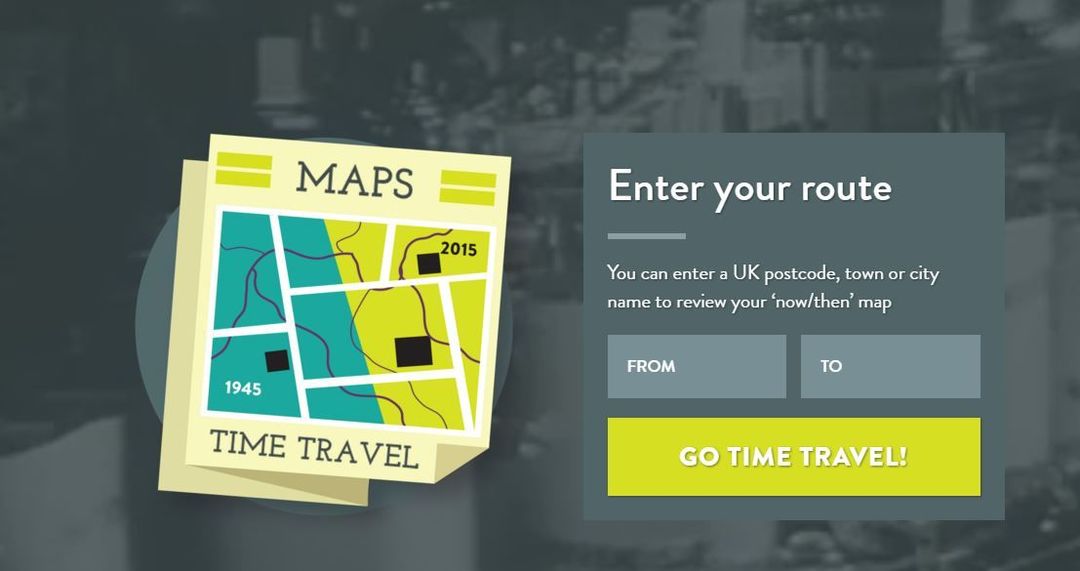 MAPS
2015
1945
TIME TRAVEL
Enter your route
You can enter a UK postcode, town or city
name to review your ‘now/then’ map
FROM
TO
GO TIME TRAVEL!